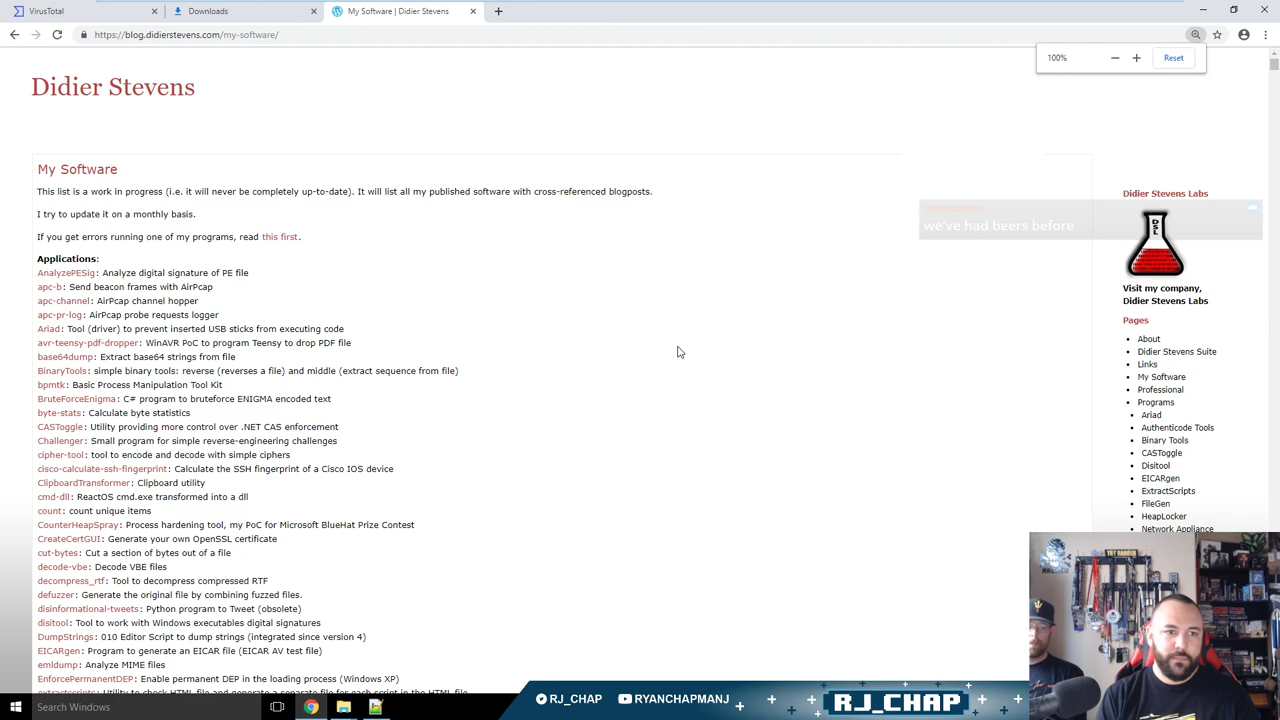 VirusTotal
Downloads
My Software | Didier Stevens
https://blog.didierstevens.com/my-software/
100%
Reset
Didier Stevens
My Software
This list is a work in progress (i.e. it will never be completely up-to-date). It will list all my published software with cross-referenced blogposts.
I try to update it on a monthly basis.
If you get errors running one of my programs, read this first.
Applications:
AnalyzePESig: Analyze digital signature of PE file
apc-b: Send beacon frames with AirPcap
apc-channel: AirPcap channel hopper
apc-pr-log: AirPcap probe requests logger
Ariad: Tool (driver) to prevent inserted USB sticks from executing code
avr-teensy-pdf-dropper: WinAVR PoC to program Teensy to drop PDF file
base64dump: Extract base64 strings from file
BinaryTools: simple binary tools: reverse (reverses a file) and middle (extract sequence from file)
bpmtk: Basic Process Manipulation Tool Kit
BruteForceEnigma: C# program to bruteforce ENIGMA encoded text
byte-stats: Calculate byte statistics
CASToggle: Utility providing more control over .NET CAS enforcement
Challenger: Small program for simple reverse-engineering challenges
cipher-tool: tool to encode and decode with simple ciphers
cisco-calculate-ssh-fingerprint: Calculate the SSH fingerprint of a Cisco IOS device
ClipboardTransformer: Clipboard utility
cmd-dll: ReactOS cmd.exe transformed into a dll
count: count unique items
CounterHeapSpray: Process hardening tool, my PoC for Microsoft BlueHat Prize Contest
CreateCertGUI: Generate your own OpenSSL certificate
cut-bytes: Cut a section of bytes out of a file
decode-vbe: Decode VBE files
decompress_rtf: Tool to decompress compressed RTF
defuzzer: Generate the original file by combining fuzzed files.
disinformational-tweets: Python program to Tweet (obsolete)
disitool: Tool to work with Windows executables digital signatures
DumpStrings: 010 Editor Script to dump strings (integrated since version 4)
EICARgen: Program to generate an EICAR file (EICAR AV test file)
emldump: Analyze MIME files
EnforcePermanentDEP: Enable permanent DEP in the loading process (Windows XP)
extractscripts: Utility to check HTML file and generate a separate file for each script in the HTML file
Didier Stevens Labs
we've had beers before
DSL
Visit my company,
Didier Stevens Labs
Pages
About
Didier Stevens Suite
Links
My Software
Professional
Programs
Ariad
Authenticode Tools
Binary Tools
CASToggle
Disitool
EICARgen
ExtractScripts
FileGen
HeapLocker
Network Appliance
Search Windows
RJ_CHAP
RYANCHAPMANJ
RJ_CHAP